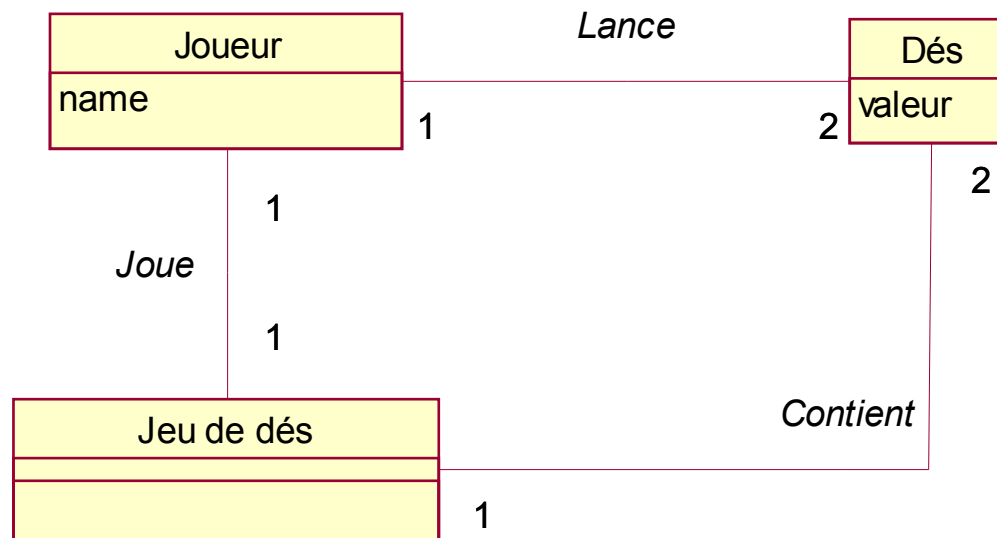 Lance
Joueur
Dés
name
valeur
1
2
2
1
Joue
1
Contient
Jeu de dés
1